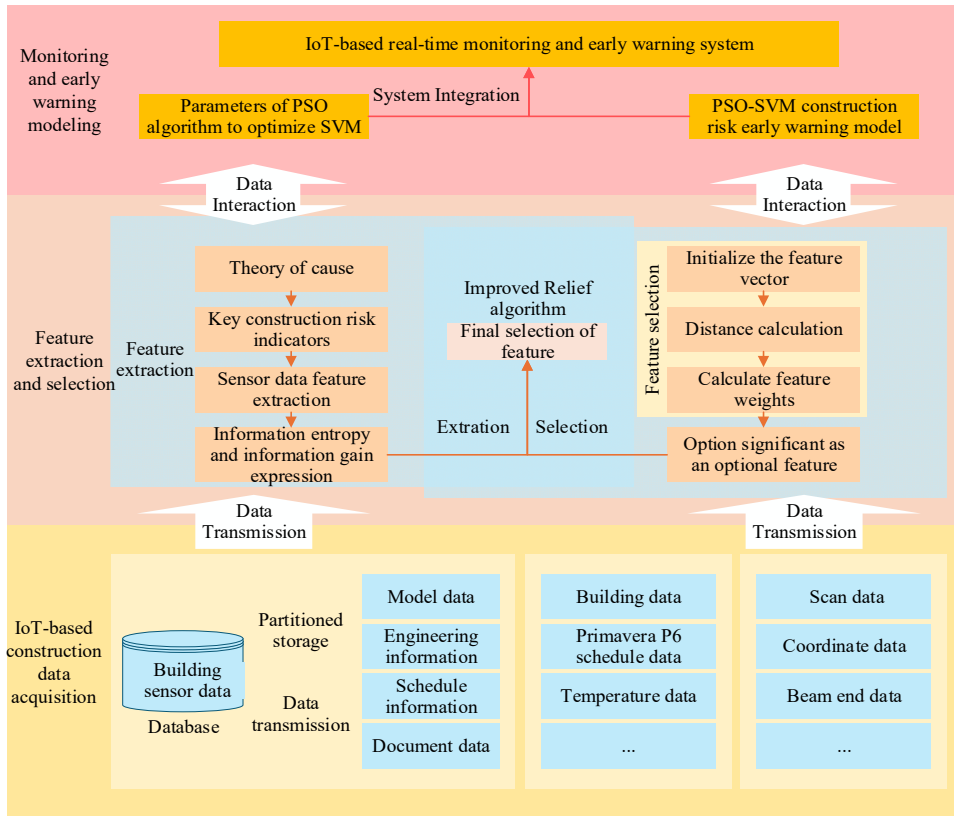 Monitoring
and early
warning
modeling
IoT-based real-time monitoring and early warning system
System Integration
Parameters of PSO
algorithm to optimize SVM
PSO-SVM construction
risk early warning model
Data
Interaction
Data
Interaction
Feature
extraction
and selection
Feature
extraction
Theory of cause
Key construction risk
indicators
Sensor data feature
extraction
Information entropy
and information gain
expression
Improved Relief
algorithm
Final selection of
feature
Extration
Selection
Feature selection
Initialize the feature
vector
Distance calculation
Calculate feature
weights
Option significant as
an optional feature
Data
Transmission
Data
Transmission
IoT-based
construction
data
acquisition
Building
sensor data
Database
Partitioned
storage
Data
transmission
Model data
Engineering
information
Schedule
information
Document data
Building data
Primavera P6
schedule data
Temperature data
...
Scan data
Coordinate data
Beam end data
...